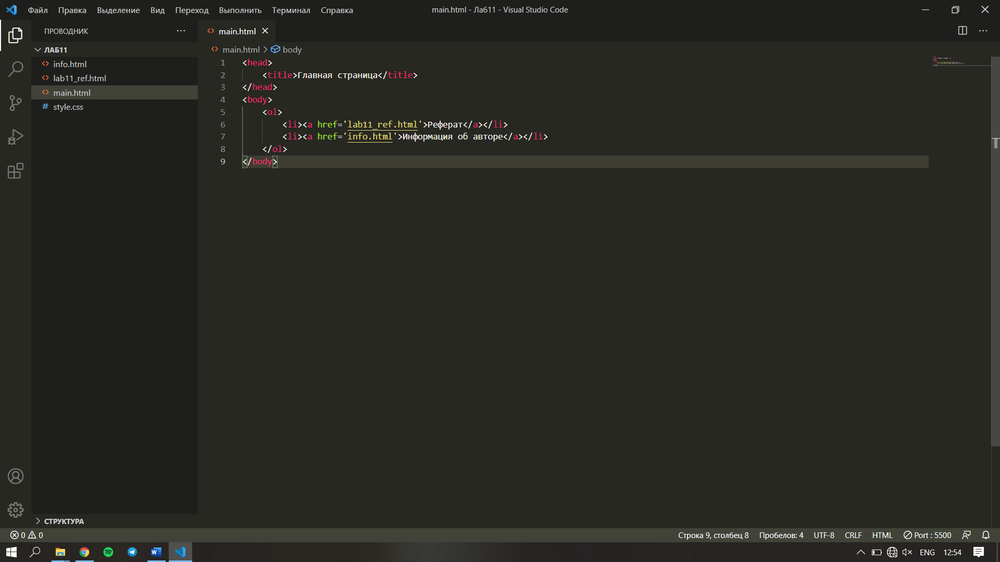 Файл Правка Выделение Вид Переход Выполнить Терминал Справка
main.html - Лаб11 - Visual Studio Code
ПРОВОДНИК
main.html
ЛАБ11
main.html > body
info.html
lab11_ref.html
main.html
style.css
1 <head>
2 <title>Главная страница</title>
3 </head>
4 <body>
5 <ol>
6 <li><a href='lab11_ref.html'>Реферат</a></li>
7 <li><a href='info.html'>Информация об авторе</a></li>
8 </ol>
9 </body>
СТРУКТУРА
0 0
Строка 9, столбец 8 Пробелов: 4 UTF-8 CRLF HTML Port : 5500
ENG 12:54